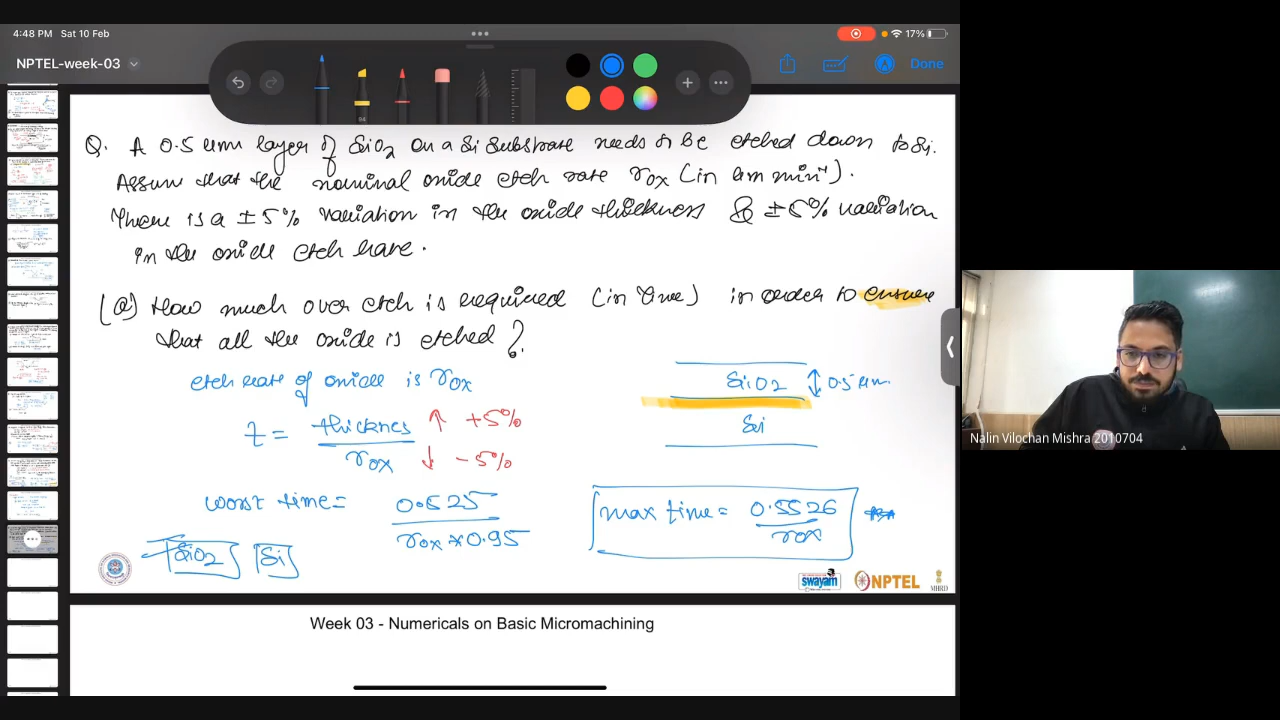 4:48 PM Sat 10 Feb
17%
NPTEL-week-03
Done
64
Q. A 0.5 um layer of SiO2 on a Si substrate needs to be etched down to Si.
Assum that the nominal oxide etch rate rox (in um min⁻¹).
There is a ± 5% variation in the oxide thickness & ±5% variation
in the oxide etch rate.
(a) How much over etch is required (in time) in order to ensure
that all the oxide is etched ?
etch rate of oxide is rox
SiO2 0.5 um
Si
t = thicknes / rox ↑ +5% ↓ -5%
worst time = 0.525 / rox * 0.95
max time = 0.5526 / rox
SiO2 Si
swayam
NPTEL
MHRD
Week 03 - Numericals on Basic Micromachining
Nalin Vilochan Mishra 2010704